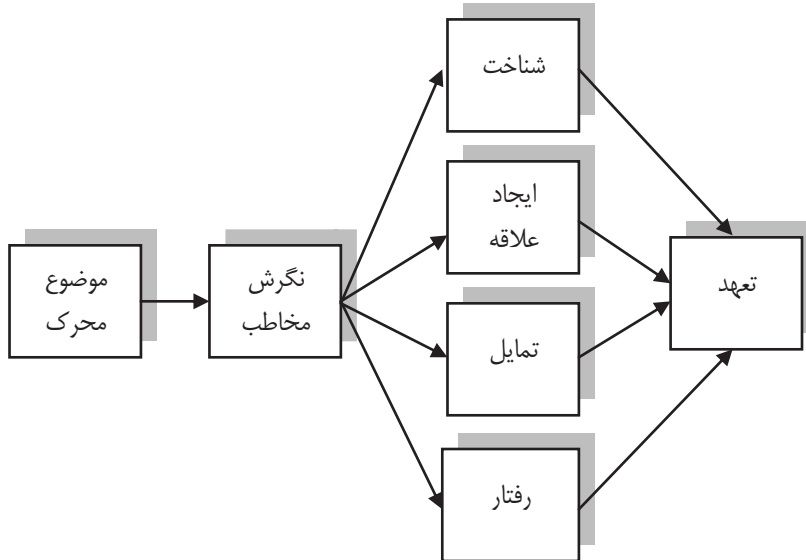 شناخت
ایجاد
علاقه
موضوع
محرک
نگرش
مخاطب
تعهد
تمایل
رفتار